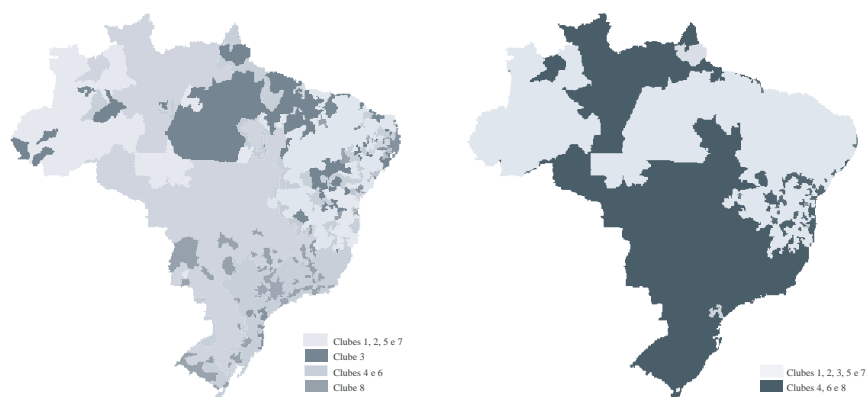 Clubes 1, 2, 5 e 7
Clube 3
Clubes 4 e 6
Clube 8
Clubes 1, 2, 3, 5 e 7
Clubes 4, 6 e 8